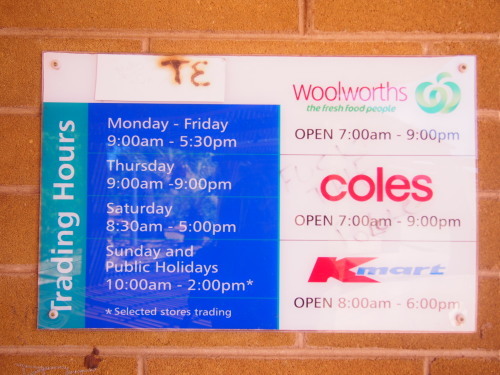 TE
Trading Hours
Monday - Friday
9:00am - 5:30pm
Thursday
9:00am -9:00pm
Saturday
8:30am - 5:00pm
Sunday and
Public Holidays
10:00am - 2:00pm*
*Selected stores trading
Woolworths
the fresh food people
OPEN 7:00am - 9:00pm
coles
OPEN 7:00am - 9:00pm
Kmart
OPEN 8:00am - 6:00pm